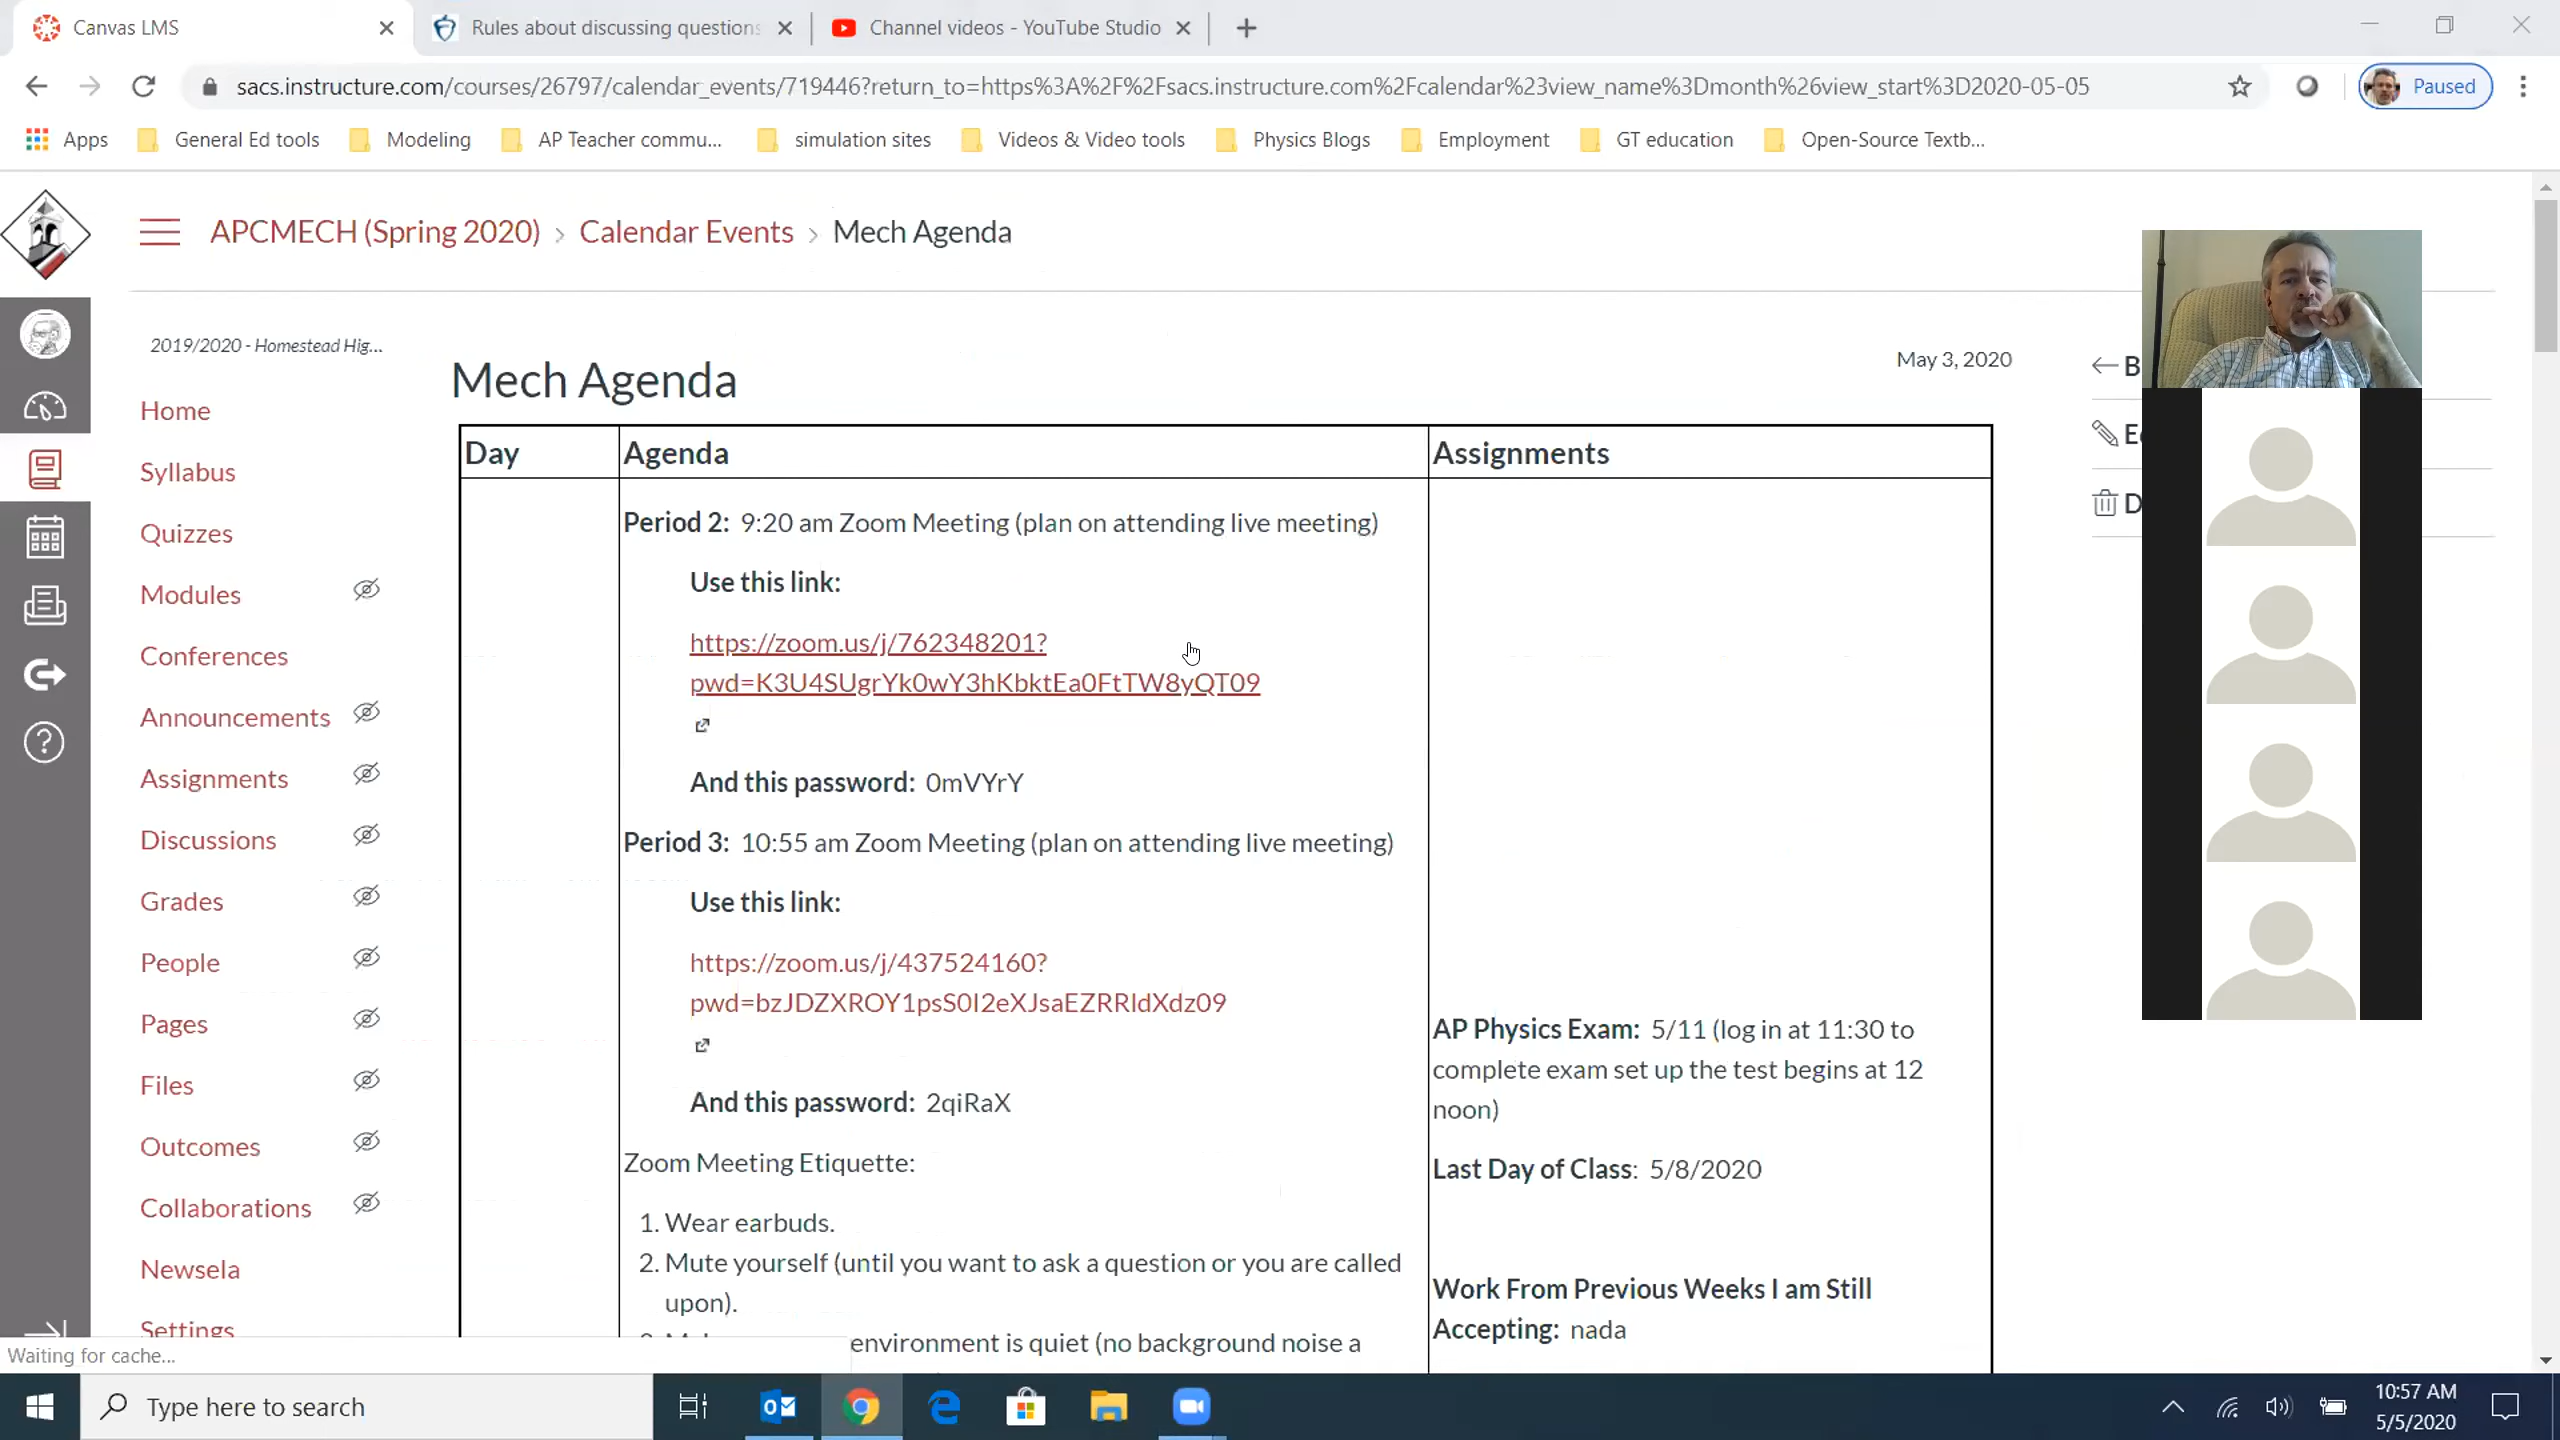 Canvas LMS
Rules about discussing questions
Channel videos - YouTube Studio
sacs.instructure.com/courses/26797/calendar_events/719446?return_to=https%3A%2F%2Fsacs.instructure.com%2Fcalendar%23view_name%3Dmonth%26view_start%3D2020-05-05
Paused
Apps
General Ed tools
Modeling
AP Teacher commu...
simulation sites
Videos & Video tools
Physics Blogs
Employment
GT education
Open-Source Textb...
APCMECH (Spring 2020) › Calendar Events › Mech Agenda
2019/2020 - Homestead Hig...
Home
Syllabus
Quizzes
Modules
Conferences
Announcements
Assignments
Discussions
Grades
People
Pages
Files
Outcomes
Collaborations
Newsela
Settings
Mech Agenda
May 3, 2020
Day
Agenda
Assignments
Period 2: 9:20 am Zoom Meeting (plan on attending live meeting)
Use this link:
https://zoom.us/j/762348201?
pwd=K3U4SUgrYk0wY3hKbktEa0FtTW8yQT09
And this password: 0mVYrY
Period 3: 10:55 am Zoom Meeting (plan on attending live meeting)
Use this link:
https://zoom.us/j/437524160?
pwd=bzJDZXROY1psS0I2eXJsaEZRRldXdz09
And this password: 2qiRaX
Zoom Meeting Etiquette:
1. Wear earbuds.
2. Mute yourself (until you want to ask a question or you are called
upon).
environment is quiet (no background noise a
AP Physics Exam: 5/11 (log in at 11:30 to
complete exam set up the test begins at 12
noon)
Last Day of Class: 5/8/2020
Work From Previous Weeks I am Still
Accepting: nada
B
E
D
Waiting for cache...
Type here to search
10:57 AM
5/5/2020